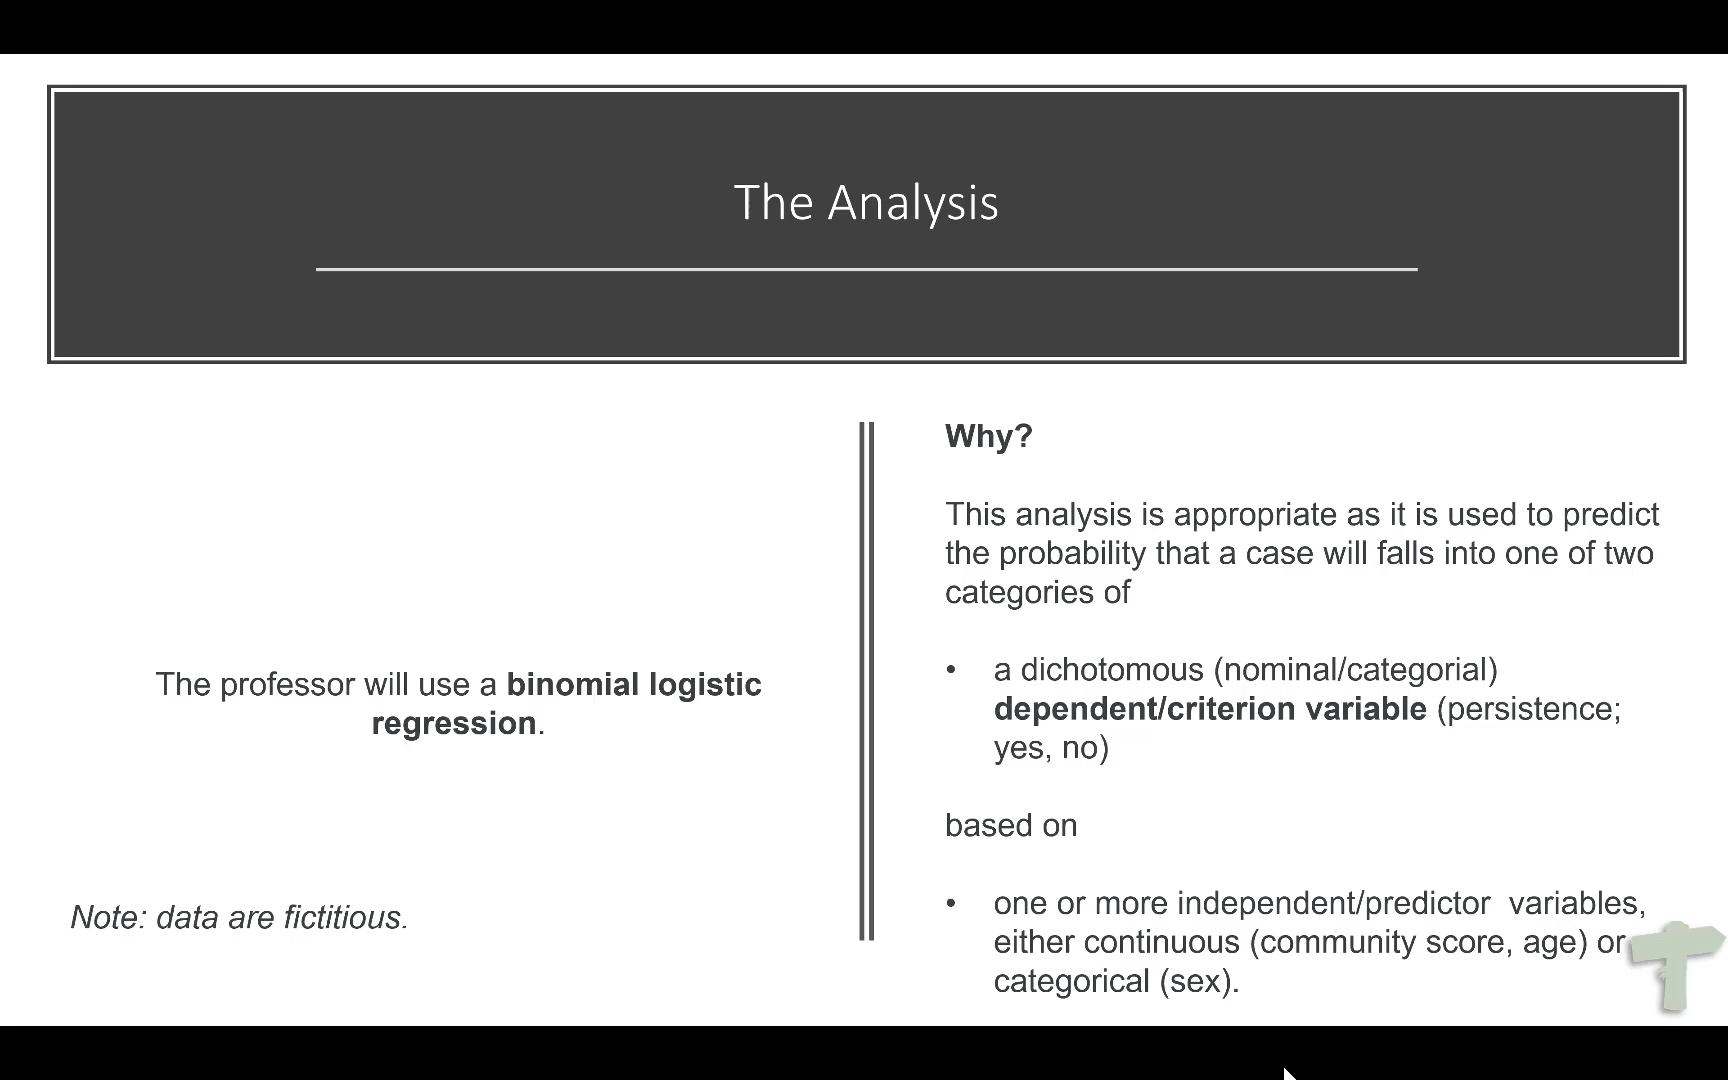 The Analysis
The professor will use a binomial logistic
regression.
Note: data are fictitious.
Why?
This analysis is appropriate as it is used to predict
the probability that a case will falls into one of two
categories of
• a dichotomous (nominal/categorial)
dependent/criterion variable (persistence;
yes, no)
based on
• one or more independent/predictor variables,
either continuous (community score, age) or
categorical (sex).